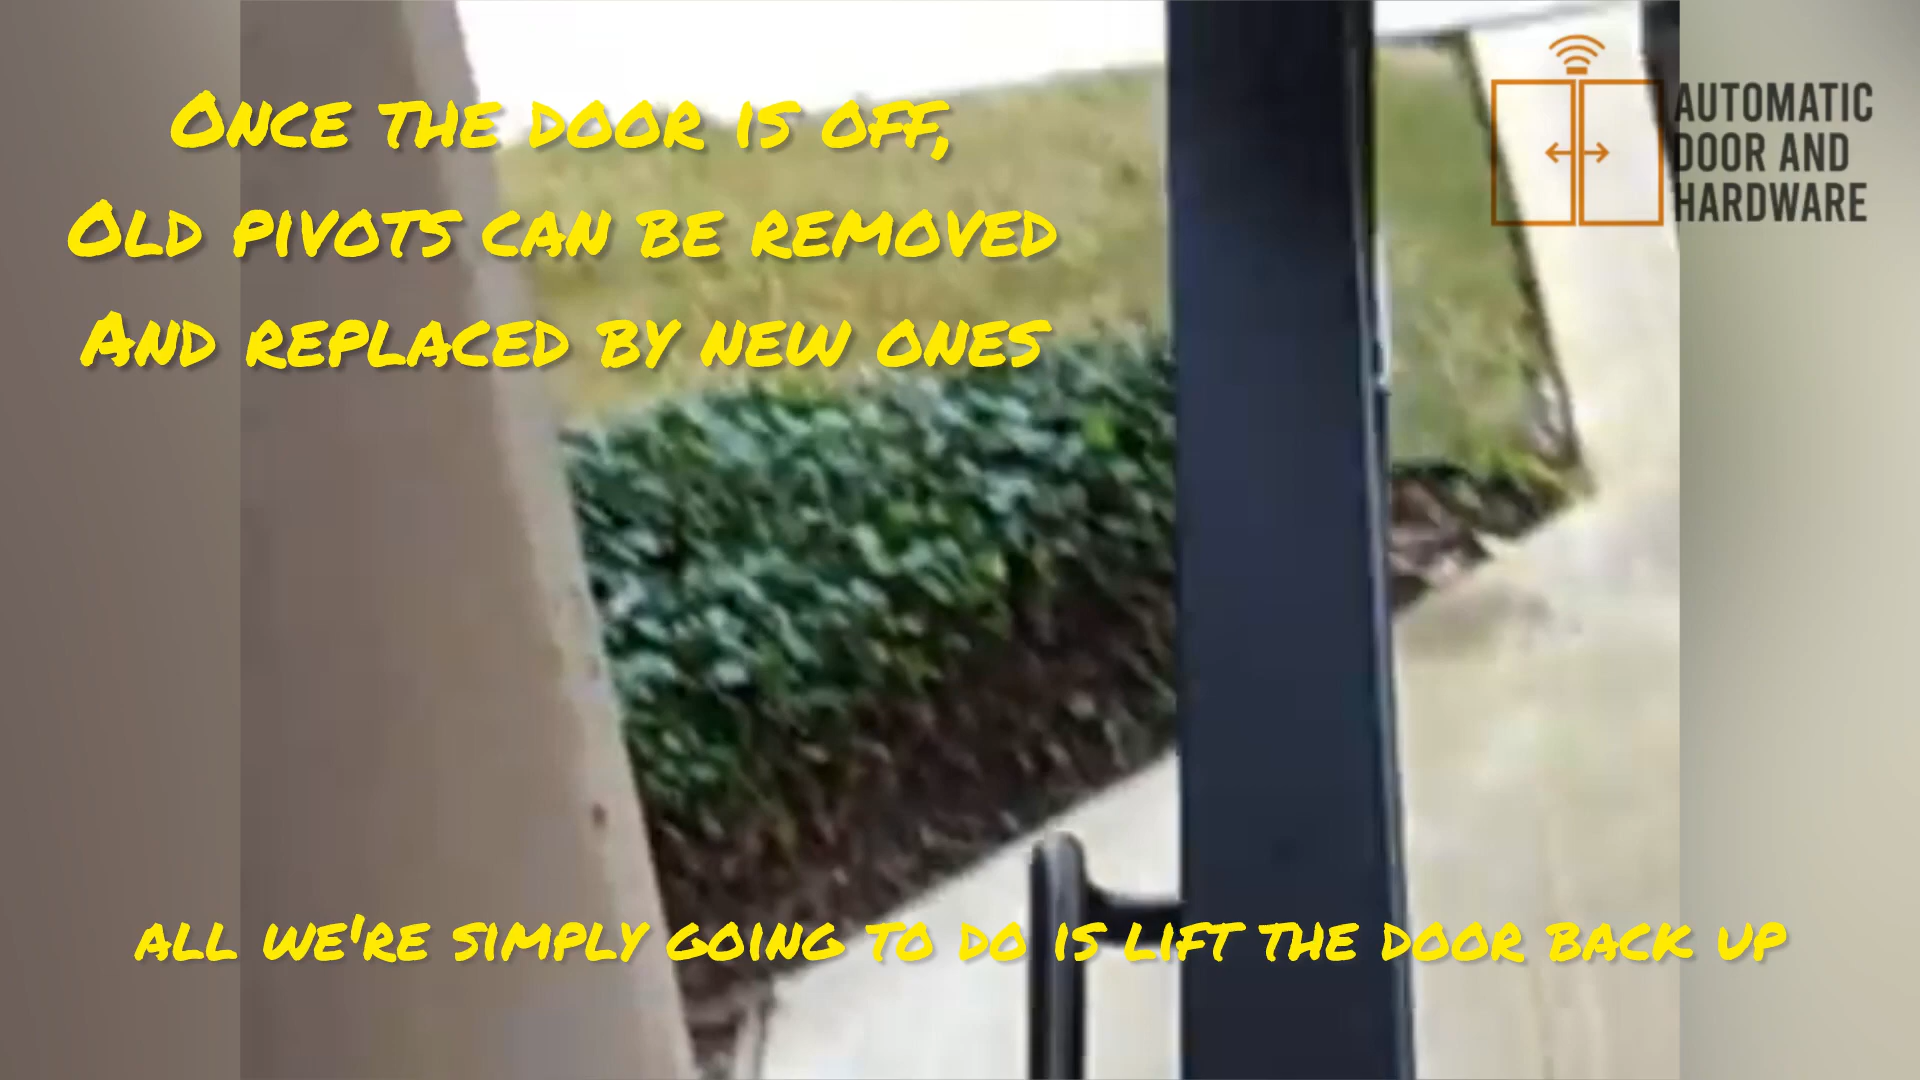 Once the door is off,
Old pivots can be removed
And replaced by new ones
AUTOMATIC
DOOR AND
HARDWARE
all we're simply going to do is lift the door back up